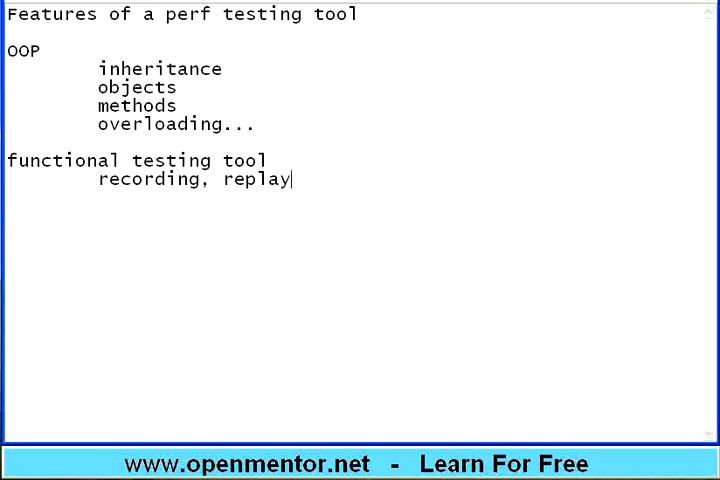 Features of a perf testing tool
OOP
inheritance
objects
methods
overloading...
functional testing tool
recording, replay
www.openmentor.net - Learn For Free